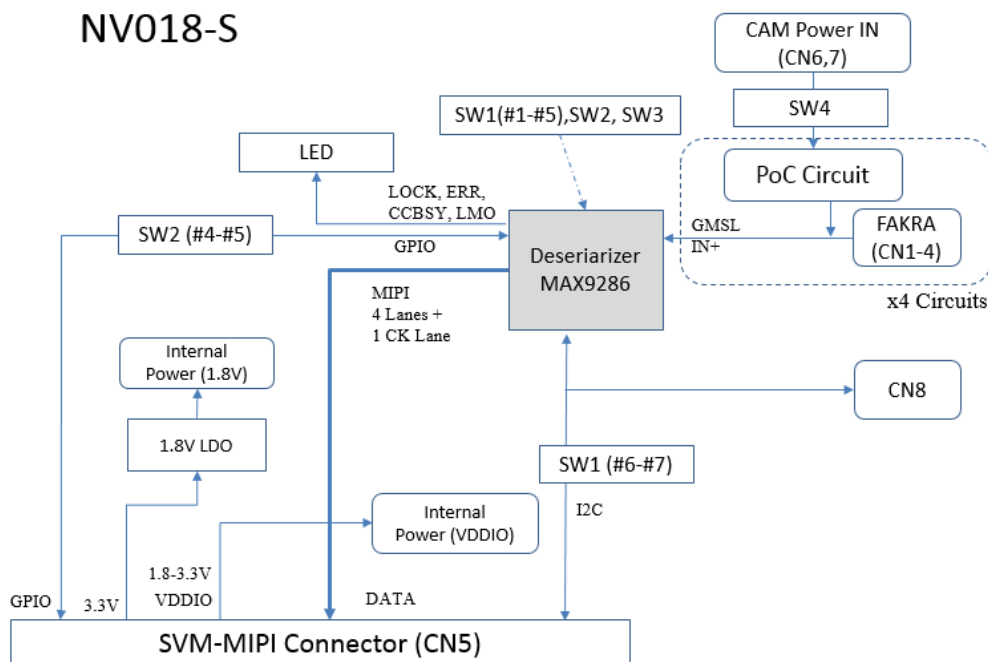 NV018-S
CAM Power IN
(CN6,7)
SW4
SW1(#1-#5),SW2, SW3
LED
PoC Circuit
LOCK, ERR,
CCBSY, LMO
SW2 (#4-#5)
GPIO
Deseriarizer
MAX9286
GMSL
IN+
FAKRA
(CN1-4)
x4 Circuits
MIPI
4 Lanes +
1 CK Lane
Internal
Power (1.8V)
CN8
1.8V LDO
SW1 (#6-#7)
I2C
Internal
Power (VDDIO)
1.8-3.3V
VDDIO
GPIO
3.3V
DATA
SVM-MIPI Connector (CN5)